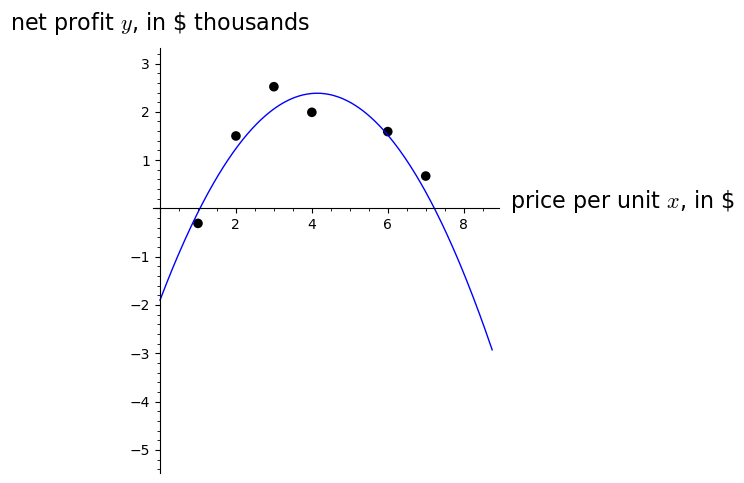 net profit y, in $ thousands
3
2
1
price per unit x, in $
2 4 6 8
−1
−2
−3
−4
−5